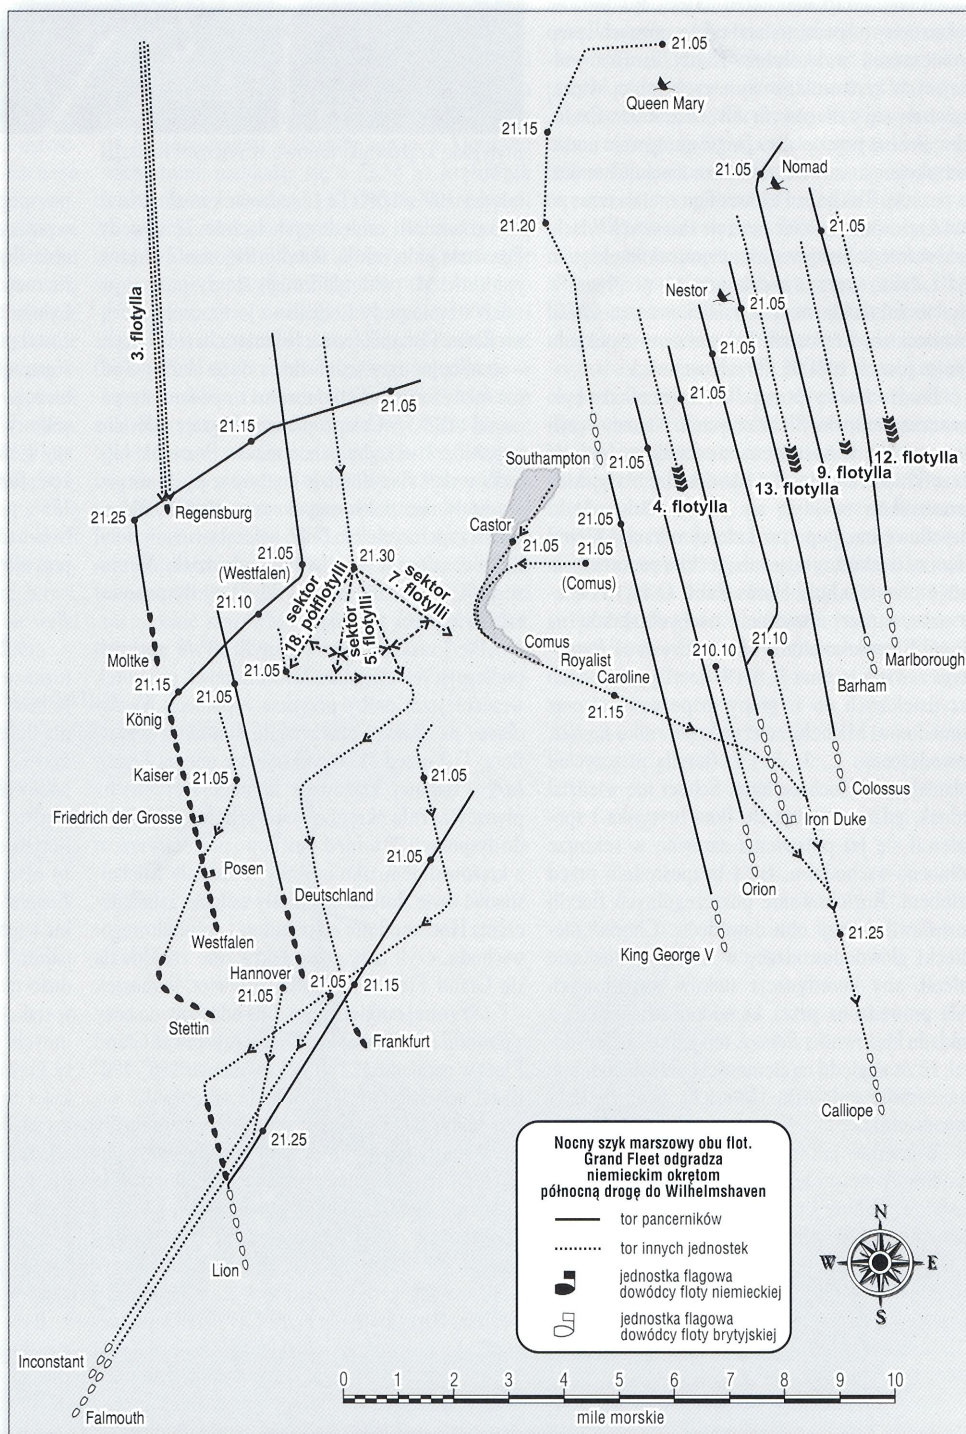 21.05
Queen Mary
21.15
21.05
Nomad
21.20
21.05
3. flotylla
Nestor
21.05
21.05
21.05
21.05
21.15
12. flotylla
Southampton
21.05
9. flotylla
13. flotylla
4. flotylla
21.25
Regensburg
Castor
21.05
21.05
21.05
(Comus)
21.05
(Westfalen)
21.30
sektor
18. półflotylli
sektor
5. flotylli
sektor
7. flotylli
21.10
Comus
Royalist
Caroline
21.15
210.10
21.10
Marlborough
Barham
Moltke
21.05
21.15
21.05
König
Kaiser
21.05
21.05
Colossus
Friedrich der Grosse
Iron Duke
21.05
Posen
Orion
Deutschland
Westfalen
21.25
King George V
Hannover
21.05
21.05
21.15
Stettin
Frankfurt
Calliope
21.25
Lion
Inconstant
Falmouth
Nocny szyk marszowy obu flot.
Grand Fleet odgradza
niemieckim okrętom
północną drogę do Wilhelmshaven
tor pancerników
tor innych jednostek
jednostka flagowa
dowódcy floty niemieckiej
jednostka flagowa
dowódcy floty brytyjskiej
N
W E
S
0 1 2 3 4 5 6 7 8 9 10
mile morskie